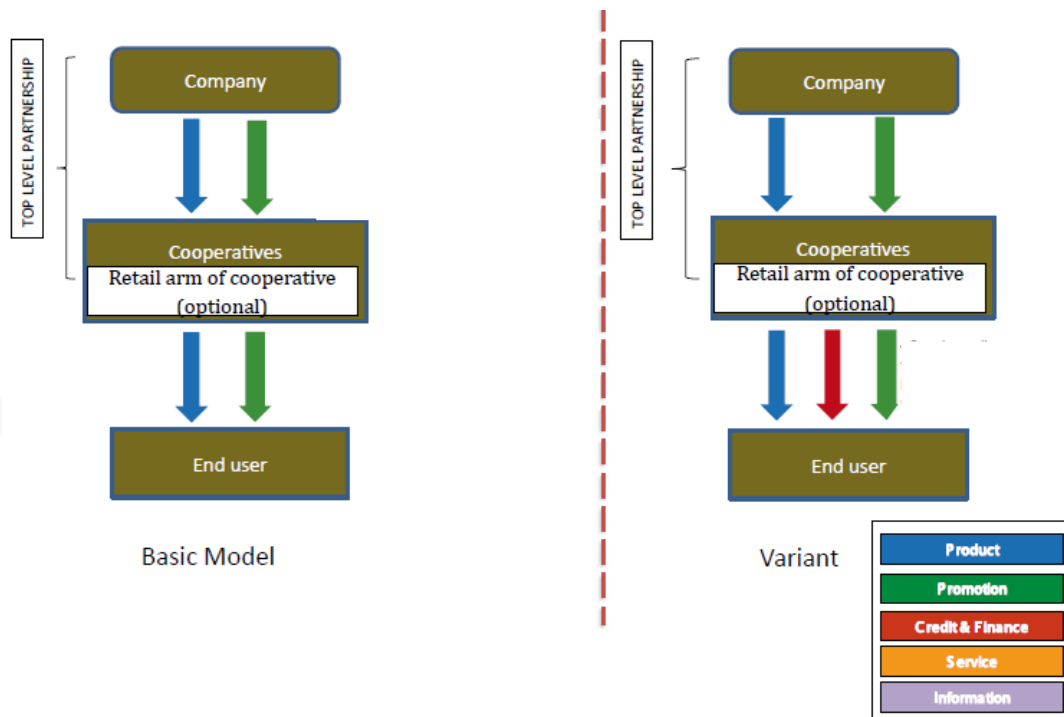 TOP LEVEL PARTNERSHIP
Company
Cooperatives
Retail arm of cooperative
(optional)
End user
Basic Model
TOP LEVEL PARTNERSHIP
Company
Cooperatives
Retail arm of cooperative
(optional)
End user
Variant
Product
Promotion
Credit & Finance
Service
Information